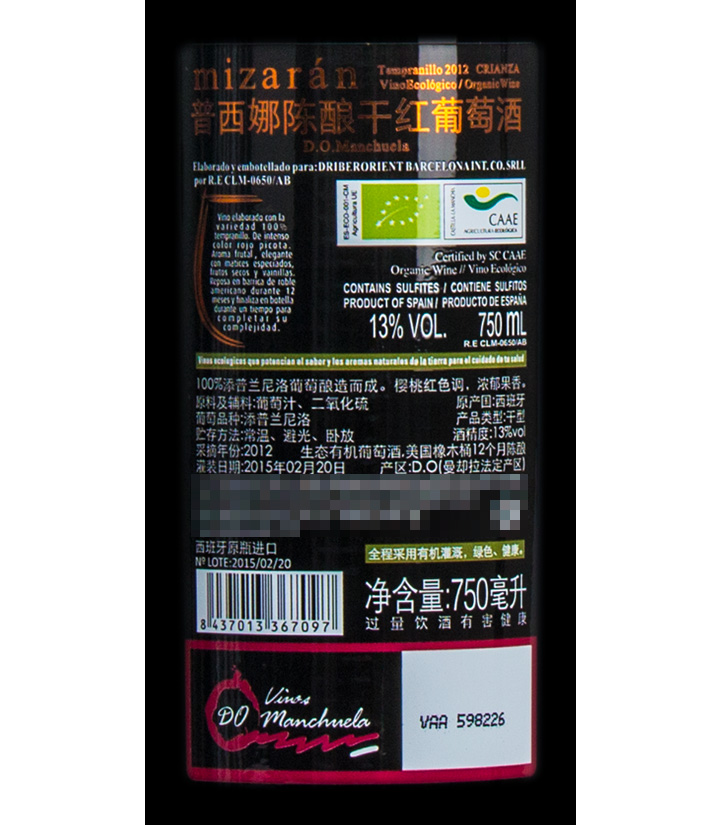 mizarán
Tempranillo 2012 CRIANZA
Vino Ecológico / Organic Wine
普西娜陈酿干红葡萄酒
D.O.Manchuela
Elaborado y embotellado para: DRIBERORIENT BARCELONA INT.CO.SRLL
por R.E CLM-0650/AB
Vino elaborado con la
variedad 100%
tempranillo. De intenso
color rojo picota.
Aroma frutal, elegante
con matices especiados,
frutos secos y vainillas.
Reposa en barrica de roble
americano durante 12
meses y finaliza en botella
durante un tiempo para
completar su
complejidad.
ES-ECO-001-CM
Agricultura UE
CASTILLA-LA MANCHA
CAAE
AGRICULTURA ECOLÓGICA
Certified by SC CAAE
Organic Wine // Vino Ecológico
CONTAINS SULFITES / CONTIENE SULFITOS
PRODUCT OF SPAIN / PRODUCTO DE ESPAÑA
13% VOL. 750 mL
R.E CLM-0650/AB
Vinos ecologicos que potencian el sabor y los aromas naturales de la tierra para el cuidado de tu salud
100%添普兰尼洛葡萄酿造而成。樱桃红色调，浓郁果香。
原料及辅料:葡萄汁、二氧化硫 原产国:西班牙
葡萄品种:添普兰尼洛 产品类型:干型
贮存方法:常温、避光、卧放 酒精度:13%vol
采摘年份:2012 生态有机葡萄酒,美国橡木桶12个月陈酿
灌装日期:2015年02月20日 产区:D.O(曼却拉法定产区)
西班牙原瓶进口
Nº LOTE:2015/02/20
全程采用有机灌溉，绿色、健康。
8 437013 367097
净含量:750毫升
过量饮酒有害健康
Vinos
DO Manchuela
VAA 598226